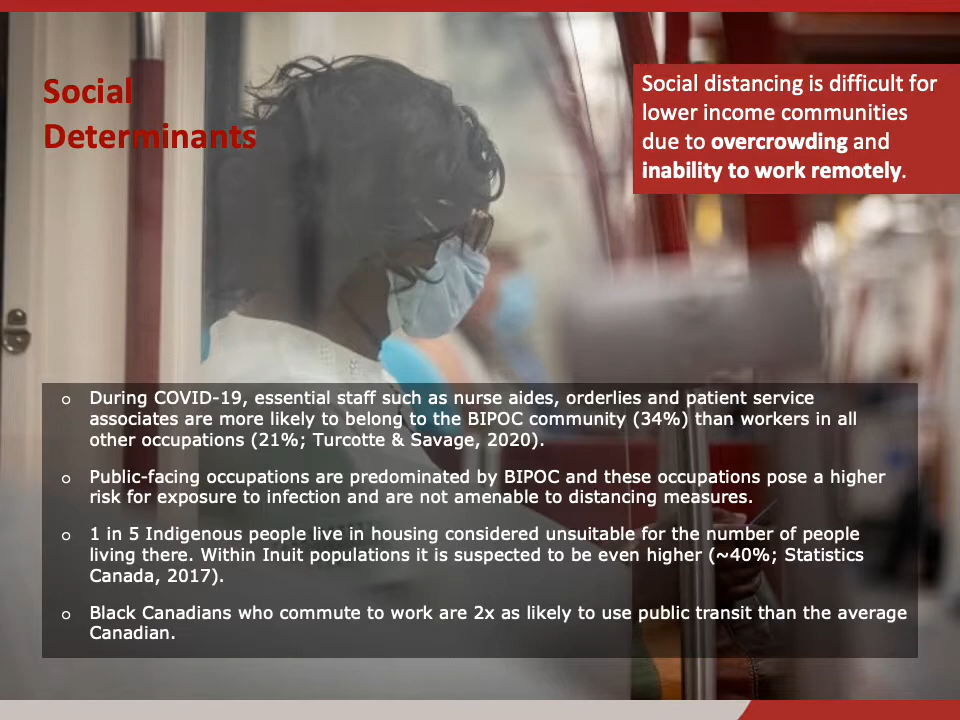 Social
Determinants
Social distancing is difficult for
lower income communities
due to overcrowding and
inability to work remotely.
o During COVID-19, essential staff such as nurse aides, orderlies and patient service
associates are more likely to belong to the BIPOC community (34%) than workers in all
other occupations (21%; Turcotte & Savage, 2020).
o Public-facing occupations are predominated by BIPOC and these occupations pose a higher
risk for exposure to infection and are not amenable to distancing measures.
o 1 in 5 Indigenous people live in housing considered unsuitable for the number of people
living there. Within Inuit populations it is suspected to be even higher (~40%; Statistics
Canada, 2017).
o Black Canadians who commute to work are 2x as likely to use public transit than the average
Canadian.